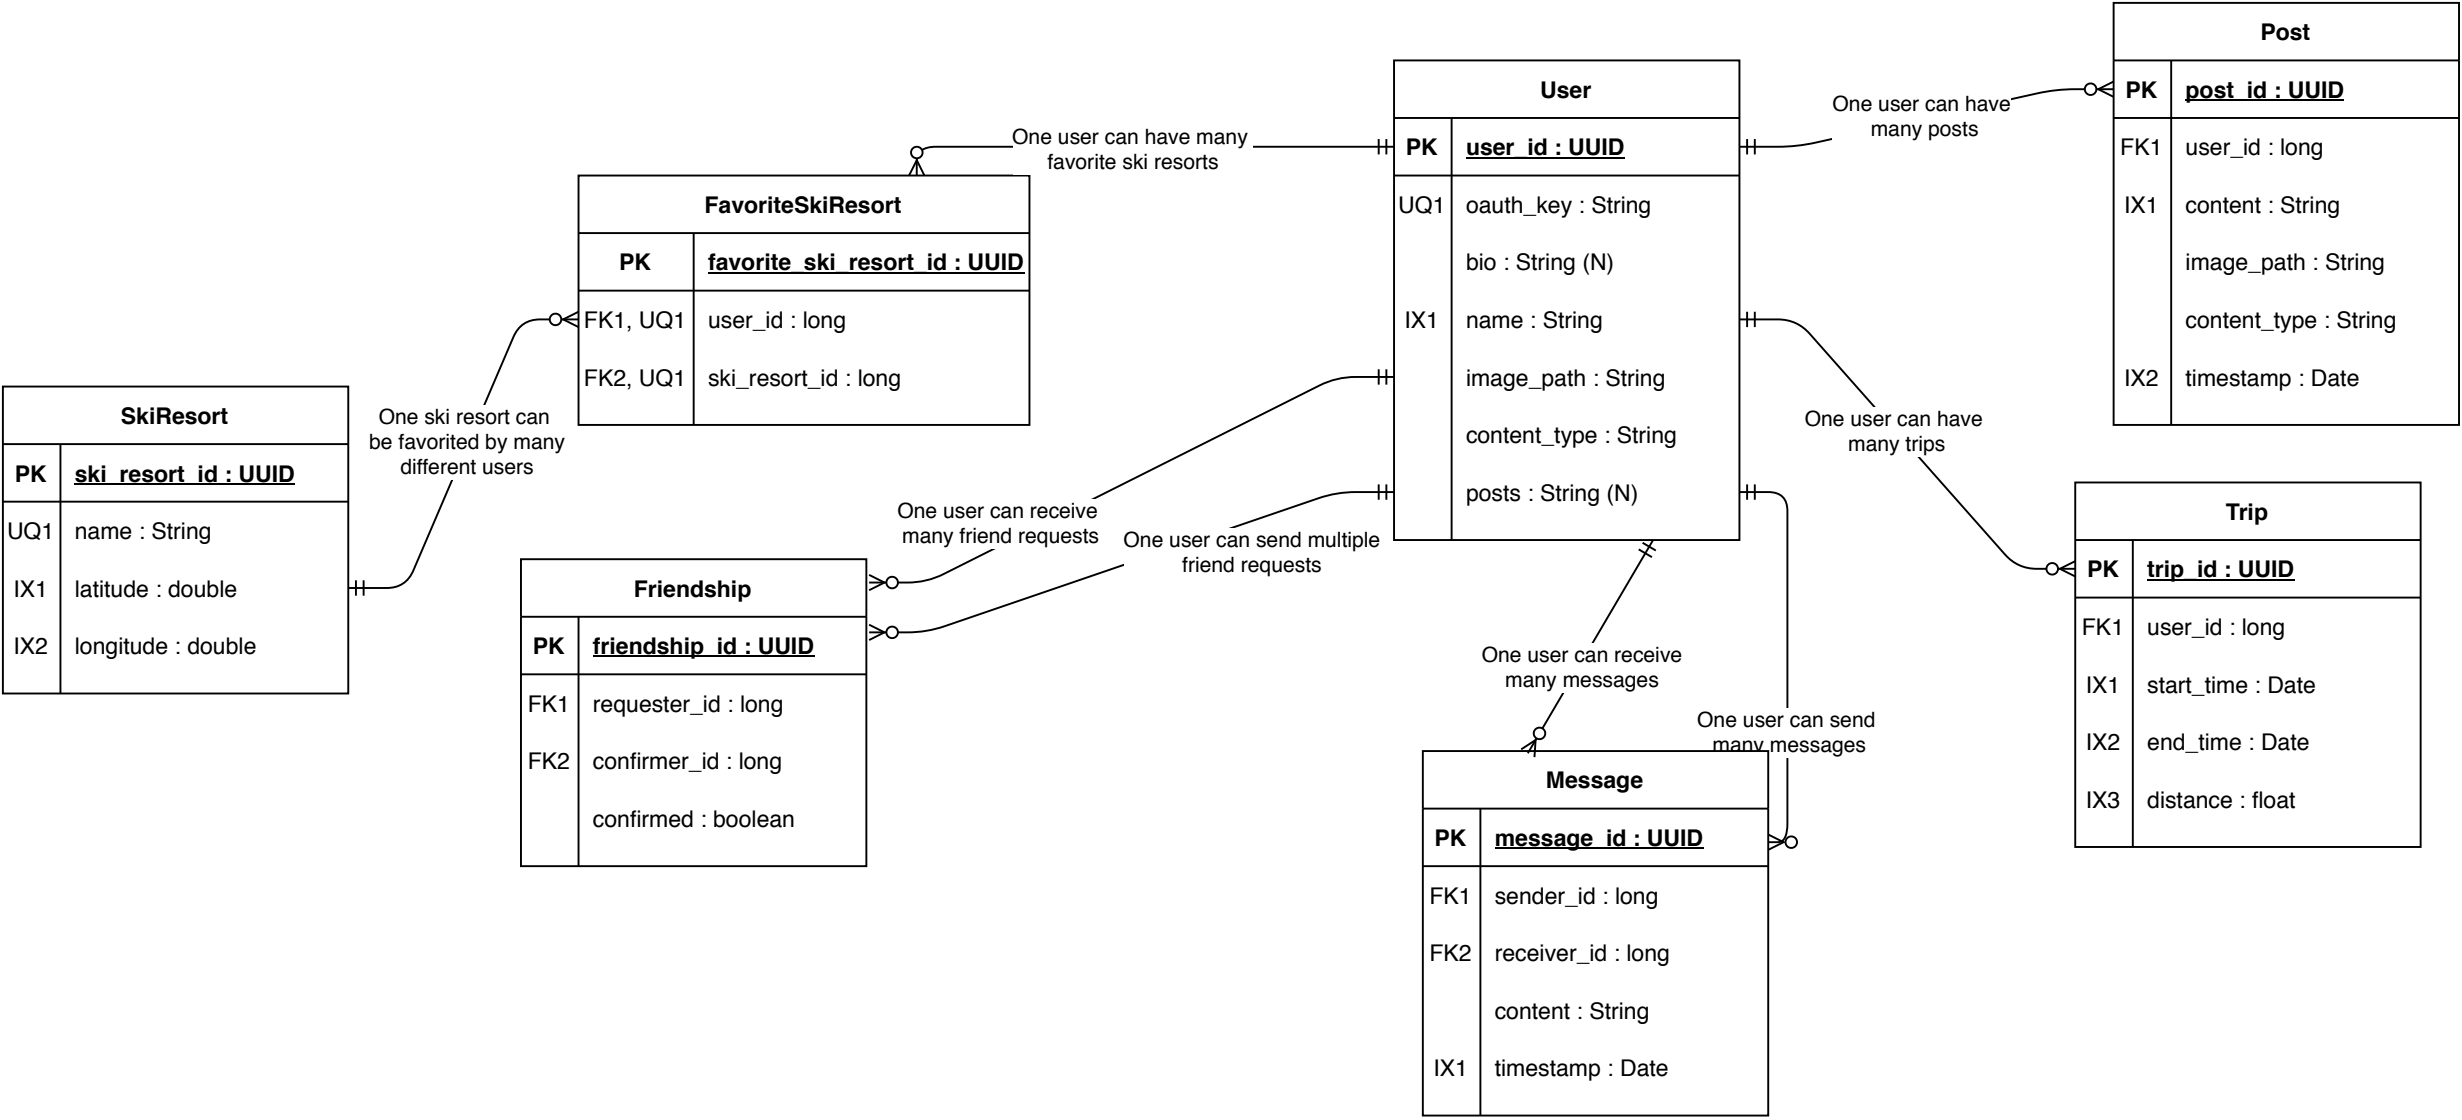 Post
PK post_id : UUID
FK1 user_id : long
IX1 content : String
image_path : String
content_type : String
IX2 timestamp : Date
User
PK user_id : UUID
UQ1 oauth_key : String
bio : String (N)
IX1 name : String
image_path : String
content_type : String
posts : String (N)
One user can have
many posts
One user can have many
favorite ski resorts
FavoriteSkiResort
PK favorite_ski_resort_id : UUID
FK1, UQ1 user_id : long
FK2, UQ1 ski_resort_id : long
SkiResort
PK ski_resort_id : UUID
UQ1 name : String
IX1 latitude : double
IX2 longitude : double
One ski resort can
be favorited by many
different users
One user can have
many trips
One user can receive
many friend requests
One user can send multiple
friend requests
Trip
PK trip_id : UUID
FK1 user_id : long
IX1 start_time : Date
IX2 end_time : Date
IX3 distance : float
Friendship
PK friendship_id : UUID
FK1 requester_id : long
FK2 confirmer_id : long
confirmed : boolean
One user can receive
many messages
One user can send
many messages
Message
PK message_id : UUID
FK1 sender_id : long
FK2 receiver_id : long
content : String
IX1 timestamp : Date